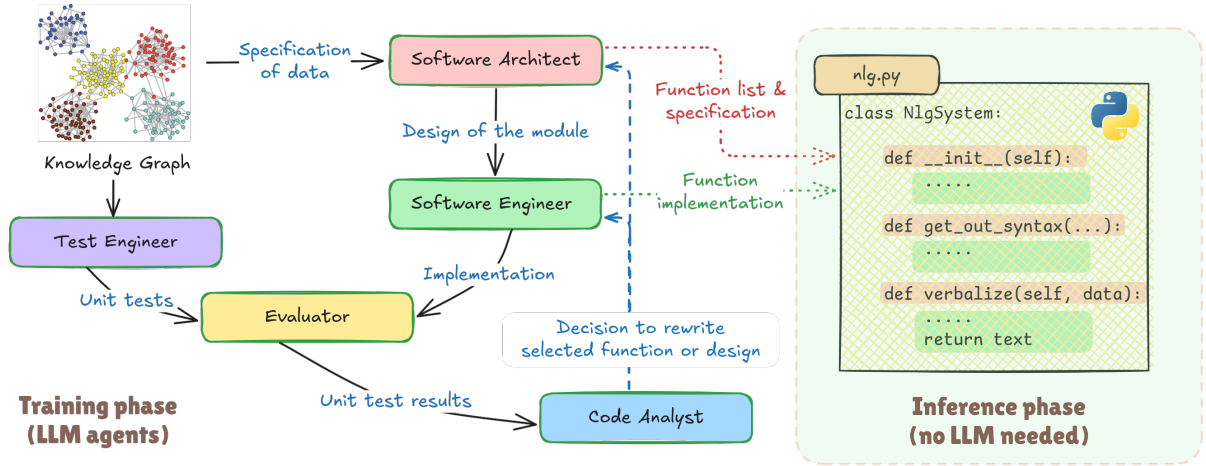 Knowledge Graph
Specification
of data
Software Architect
Design of the module
Software Engineer
Test Engineer
Unit tests
Implementation
Evaluator
Decision to rewrite
selected function or design
Unit test results
Code Analyst
Training phase
(LLM agents)
Function list &
specification
Function
implementation
nlg.py
class NlgSystem:
def __init__(self):
.....
def get_out_syntax(...):
.....
def verbalize(self, data):
.....
return text
Inference phase
(no LLM needed)